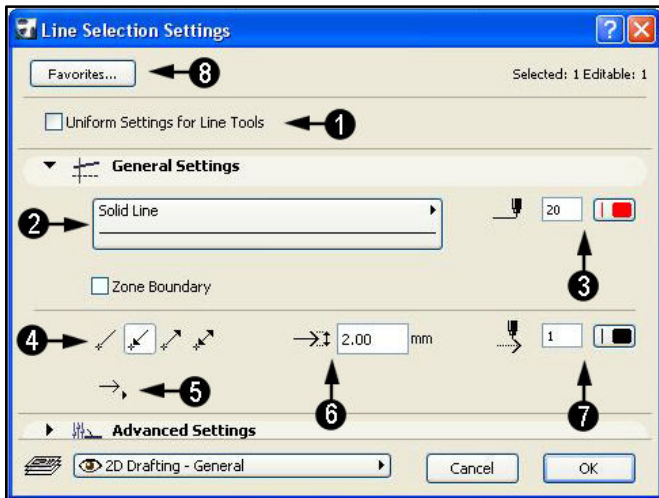 Line Selection Settings
Favorites...
8
Selected: 1 Editable: 1
Uniform Settings for Line Tools
1
General Settings
2
Solid Line
20
3
Zone Boundary
4
2.00 mm
1
5
6
7
Advanced Settings
2D Drafting - General
Cancel
OK